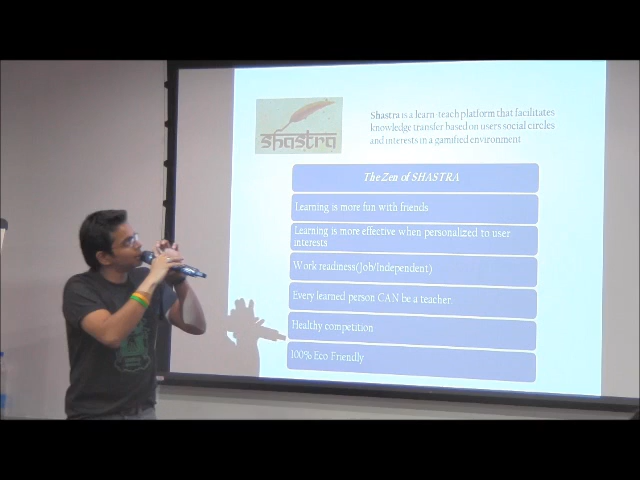 shastra
Shastra is a learn-teach platform that facilitates
knowledge transfer based on users social circles
and interests in a gamified environment
The Zen of SHASTRA
Learning is more fun with friends
Learning is more effective when personalized to user
interests
Work readiness(Job/Independent)
Every learned person CAN be a teacher.
Healthy competition
100% Eco Friendly